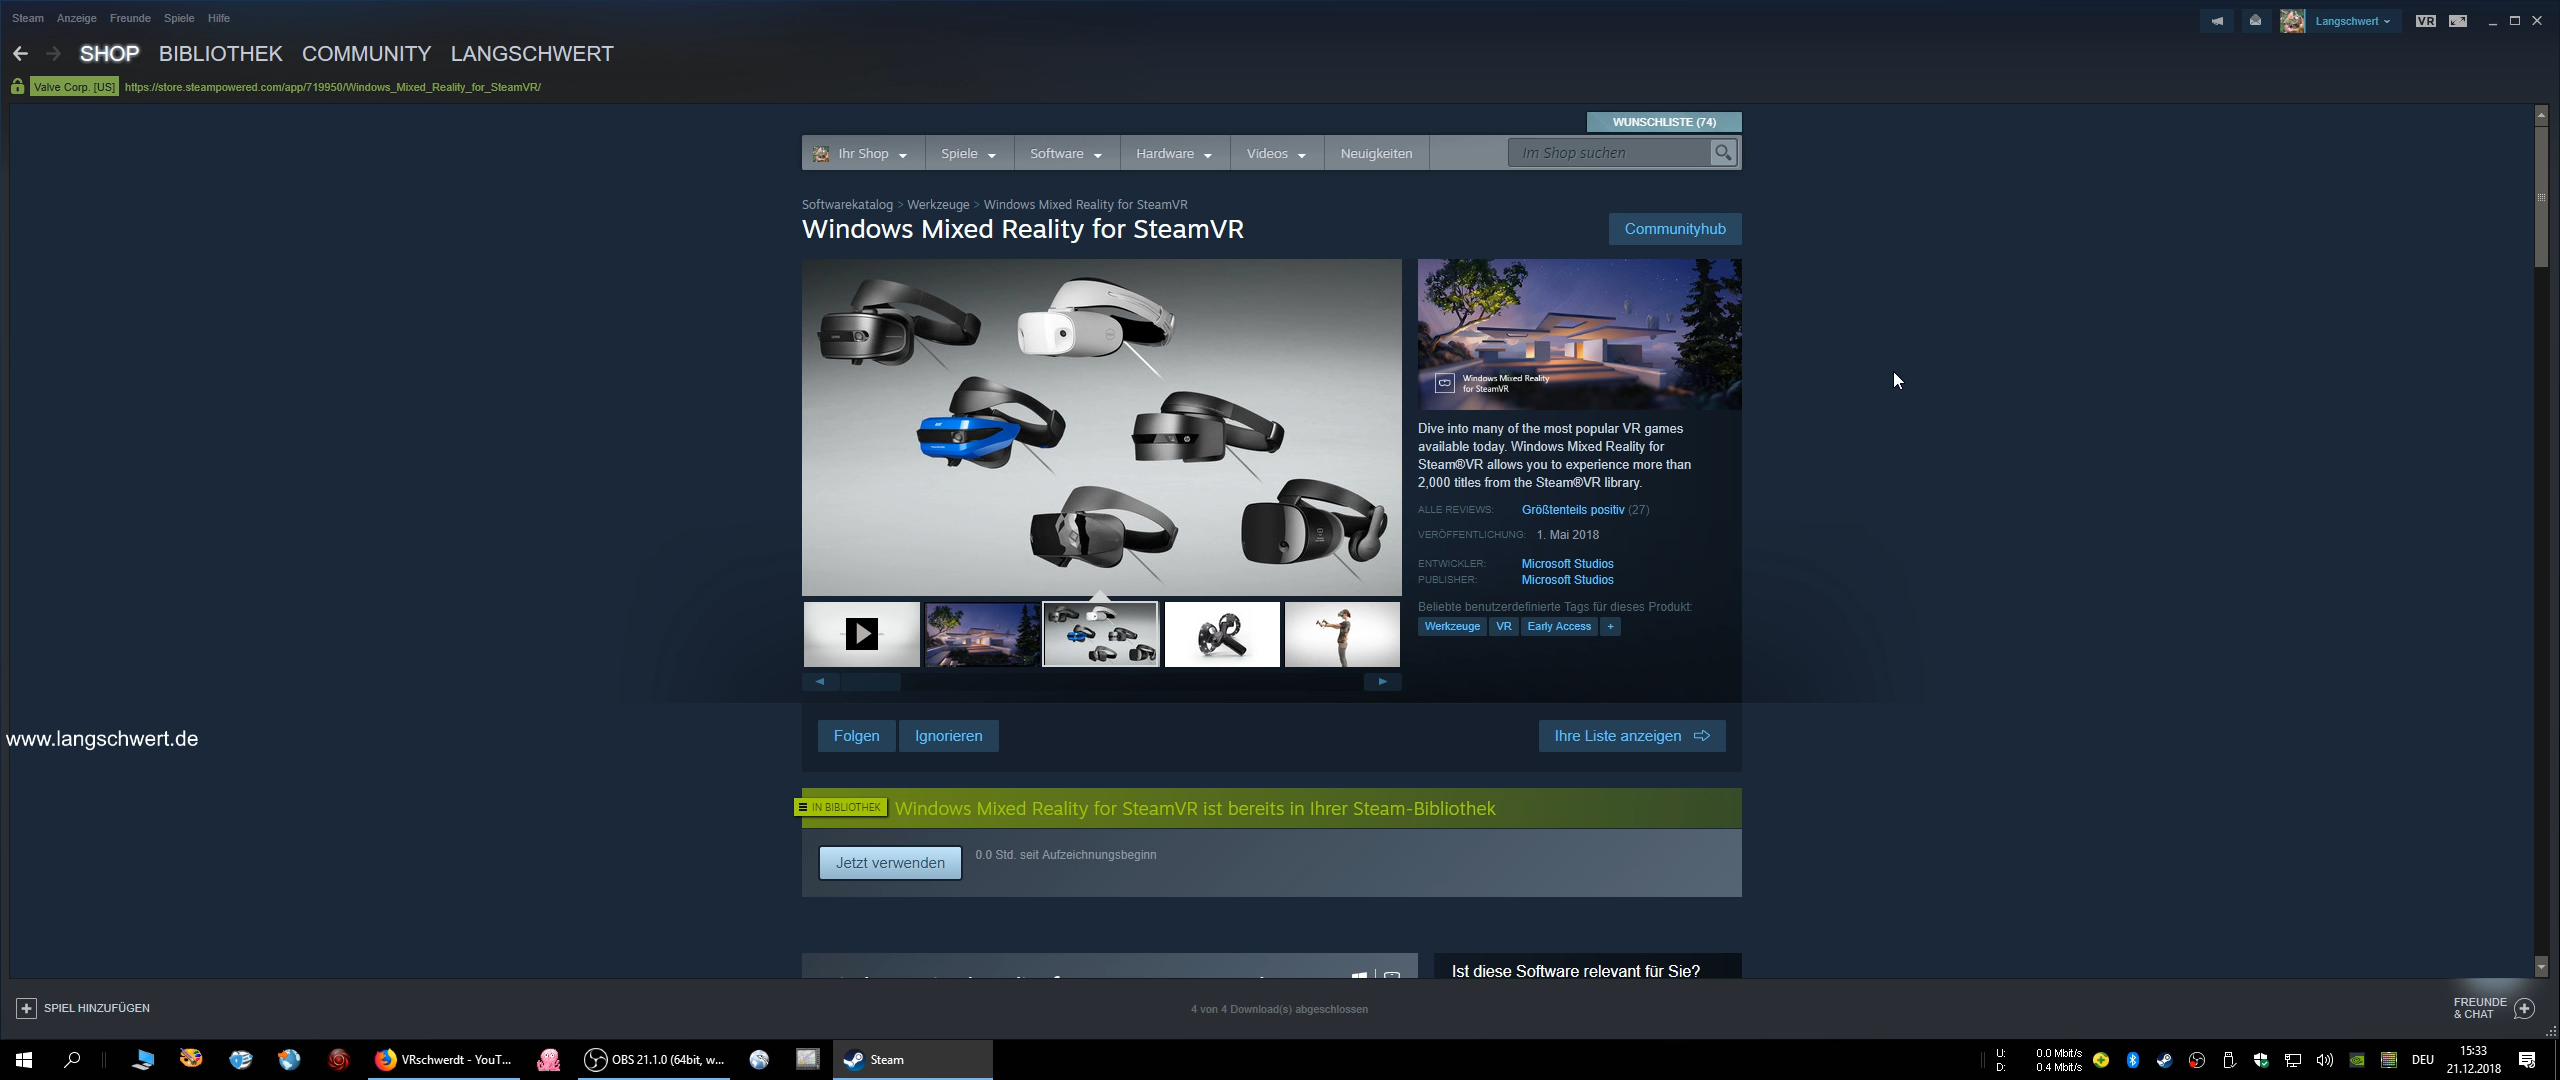 Steam Anzeige Freunde Spiele Hilfe
Langschwert
VR
SHOP BIBLIOTHEK COMMUNITY LANGSCHWERT
Valve Corp. [US] https://store.steampowered.com/app/719950/Windows_Mixed_Reality_for_SteamVR/
WUNSCHLISTE (74)
Ihr Shop Spiele Software Hardware Videos Neuigkeiten Im Shop suchen
Softwarekatalog > Werkzeuge > Windows Mixed Reality for SteamVR
Windows Mixed Reality for SteamVR
Communityhub
Windows Mixed Reality
for SteamVR
Dive into many of the most popular VR games
available today. Windows Mixed Reality for
Steam®VR allows you to experience more than
2,000 titles from the Steam®VR library.
ALLE REVIEWS: Größtenteils positiv (27)
VERÖFFENTLICHUNG: 1. Mai 2018
ENTWICKLER: Microsoft Studios
PUBLISHER: Microsoft Studios
Beliebte benutzerdefinierte Tags für dieses Produkt:
Werkzeuge VR Early Access +
www.langschwert.de
Folgen Ignorieren Ihre Liste anzeigen
IN BIBLIOTHEK Windows Mixed Reality for SteamVR ist bereits in Ihrer Steam-Bibliothek
Jetzt verwenden 0.0 Std. seit Aufzeichnungsbeginn
Ist diese Software relevant für Sie?
SPIEL HINZUFÜGEN
4 von 4 Download(s) abgeschlossen
FREUNDE
& CHAT
VRschwerdt - YouT... OBS 21.1.0 (64bit, w... Steam
U: 0.0 Mbit/s
D: 0.4 Mbit/s
DEU
15:33
21.12.2018